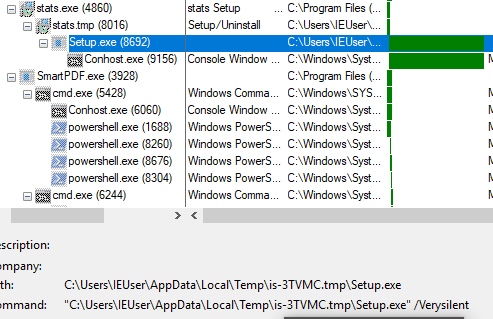 stats.exe (4860) stats Setup C:\Program Files (
stats.tmp (8016) Setup/Uninstall C:\Users\IEUser\...
Setup.exe (8692) C:\Users\IEUser\...
Conhost.exe (9156) Console Window ... C:\Windows\Syst...
SmartPDF.exe (3928) C:\Program Files (
cmd.exe (5428) Windows Comma... C:\Windows\SYS...
Conhost.exe (6060) Console Window ... C:\Windows\Syst...
powershell.exe (1688) Windows PowerS... C:\Windows\Syst...
powershell.exe (8260) Windows PowerS... C:\Windows\Syst...
powershell.exe (8676) Windows PowerS... C:\Windows\Syst...
powershell.exe (8304) Windows PowerS... C:\Windows\Syst...
cmd.exe (6244) Windows Comma... C:\Windows\Syst...
escription:
ompany:
th: C:\Users\IEUser\AppData\Local\Temp\is-3TVMC.tmp\Setup.exe
ommand: "C:\Users\IEUser\AppData\Local\Temp\is-3TVMC.tmp\Setup.exe" /Verysilent